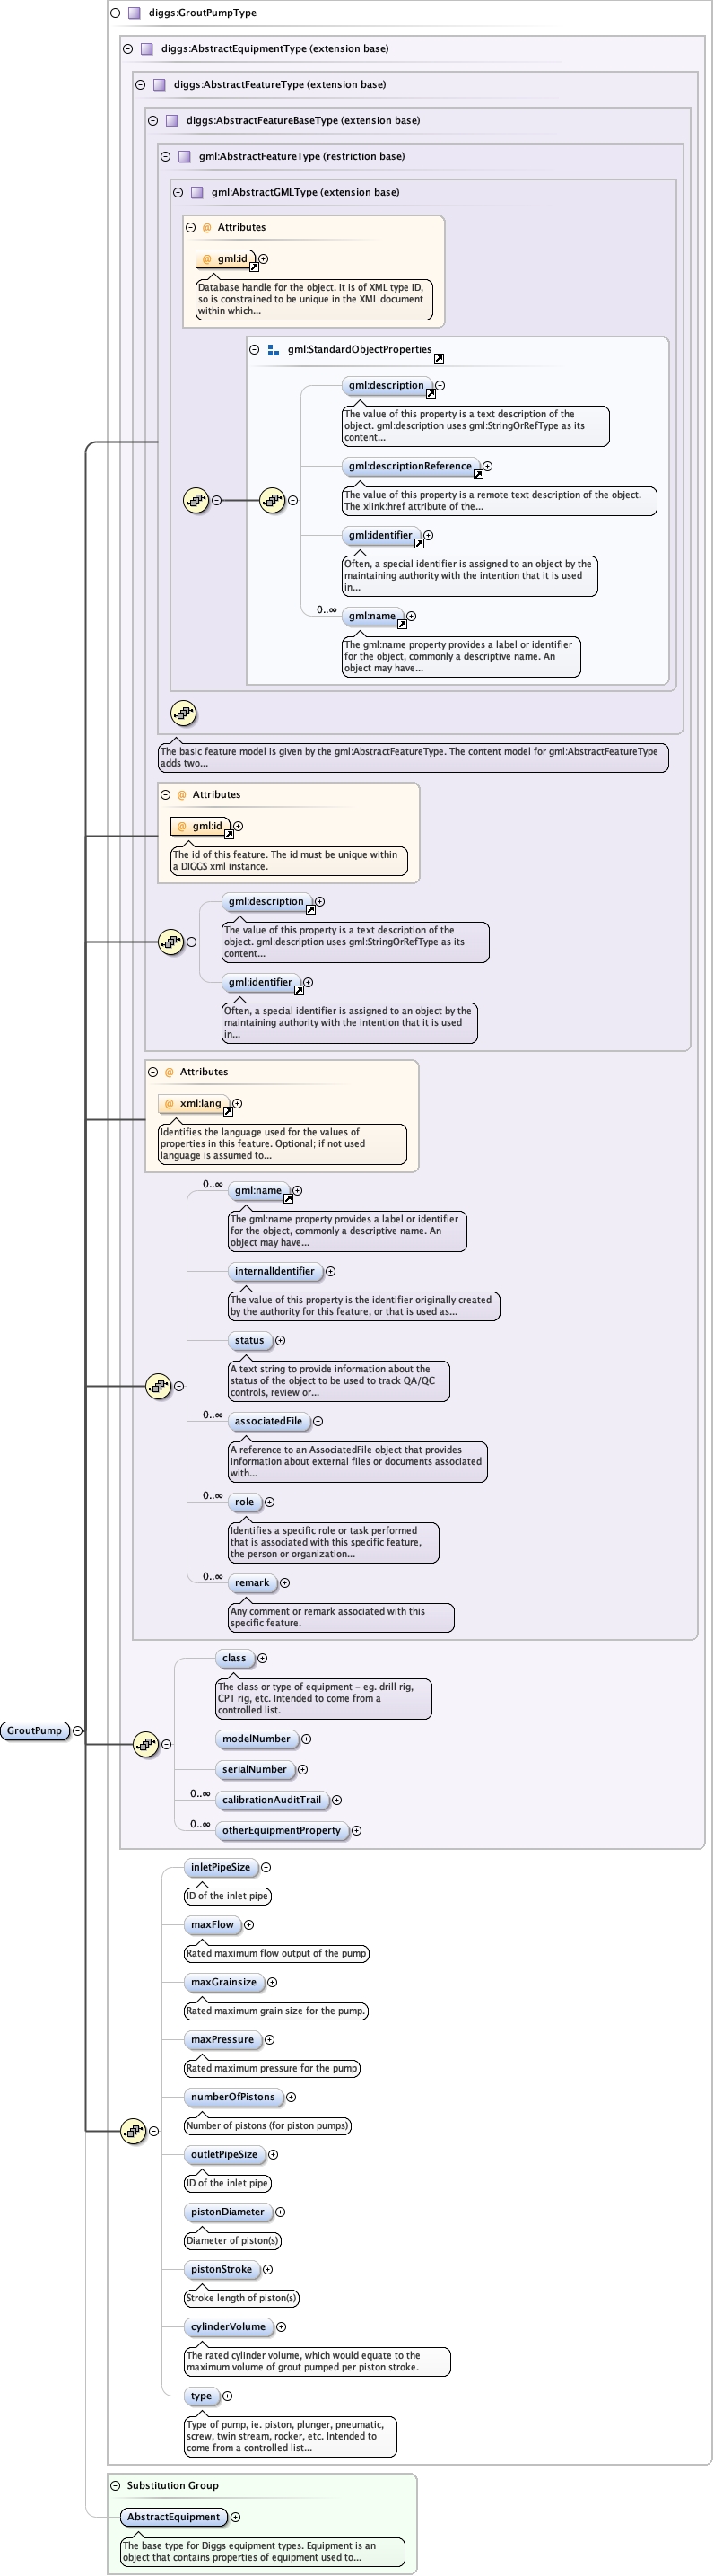 diggs:GroutPumpType
diggs:AbstractEquipmentType (extension base)
diggs:AbstractFeatureType (extension base)
diggs:AbstractFeatureBaseType (extension base)
gml:AbstractFeatureType (restriction base)
gml:AbstractGMLType (extension base)
@ Attributes
@ gml:id
Database handle for the object. It is of XML type ID,
so is constrained to be unique in the XML document
within which...
gml:StandardObjectProperties
gml:description
The value of this property is a text description of the
object. gml:description uses gml:StringOrRefType as its
content...
gml:descriptionReference
The value of this property is a remote text description of the object.
The xlink:href attribute of the...
gml:identifier
Often, a special identifier is assigned to an object by the
maintaining authority with the intention that it is used
in...
0..∞
gml:name
The gml:name property provides a label or identifier
for the object, commonly a descriptive name. An
object may have...
The basic feature model is given by the gml:AbstractFeatureType. The content model for gml:AbstractFeatureType
adds two...
@ Attributes
@ gml:id
The id of this feature. The id must be unique within
a DIGGS xml instance.
gml:description
The value of this property is a text description of the
object. gml:description uses gml:StringOrRefType as its
content...
gml:identifier
Often, a special identifier is assigned to an object by the
maintaining authority with the intention that it is used
in...
@ Attributes
@ xml:lang
Identifies the language used for the values of
properties in this feature. Optional; if not used
language is assumed to...
0..∞
gml:name
The gml:name property provides a label or identifier
for the object, commonly a descriptive name. An
object may have...
internalIdentifier
The value of this property is the identifier originally created
by the authority for this feature, or that is used as...
status
A text string to provide information about the
status of the object to be used to track QA/QC
controls, review or...
0..∞
associatedFile
A reference to an AssociatedFile object that provides
information about external files or documents associated
with...
0..∞
role
Identifies a specific role or task performed
that is associated with this specific feature,
the person or organization...
0..∞
remark
Any comment or remark associated with this
specific feature.
class
The class or type of equipment - eg. drill rig,
CPT rig, etc. Intended to come from a
controlled list.
GroutPump
modelNumber
serialNumber
0..∞
calibrationAuditTrail
0..∞
otherEquipmentProperty
inletPipeSize
ID of the inlet pipe
maxFlow
Rated maximum flow output of the pump
maxGrainsize
Rated maximum grain size for the pump.
maxPressure
Rated maximum pressure for the pump
numberOfPistons
Number of pistons (for piston pumps)
outletPipeSize
ID of the inlet pipe
pistonDiameter
Diameter of piston(s)
pistonStroke
Stroke length of piston(s)
cylinderVolume
The rated cylinder volume, which would equate to the
maximum volume of grout pumped per piston stroke.
type
Type of pump, ie. piston, plunger, pneumatic,
screw, twin stream, rocker, etc. Intended to
come from a controlled list...
Substitution Group
AbstractEquipment
The base type for Diggs equipment types. Equipment is an
object that contains properties of equipment used to...